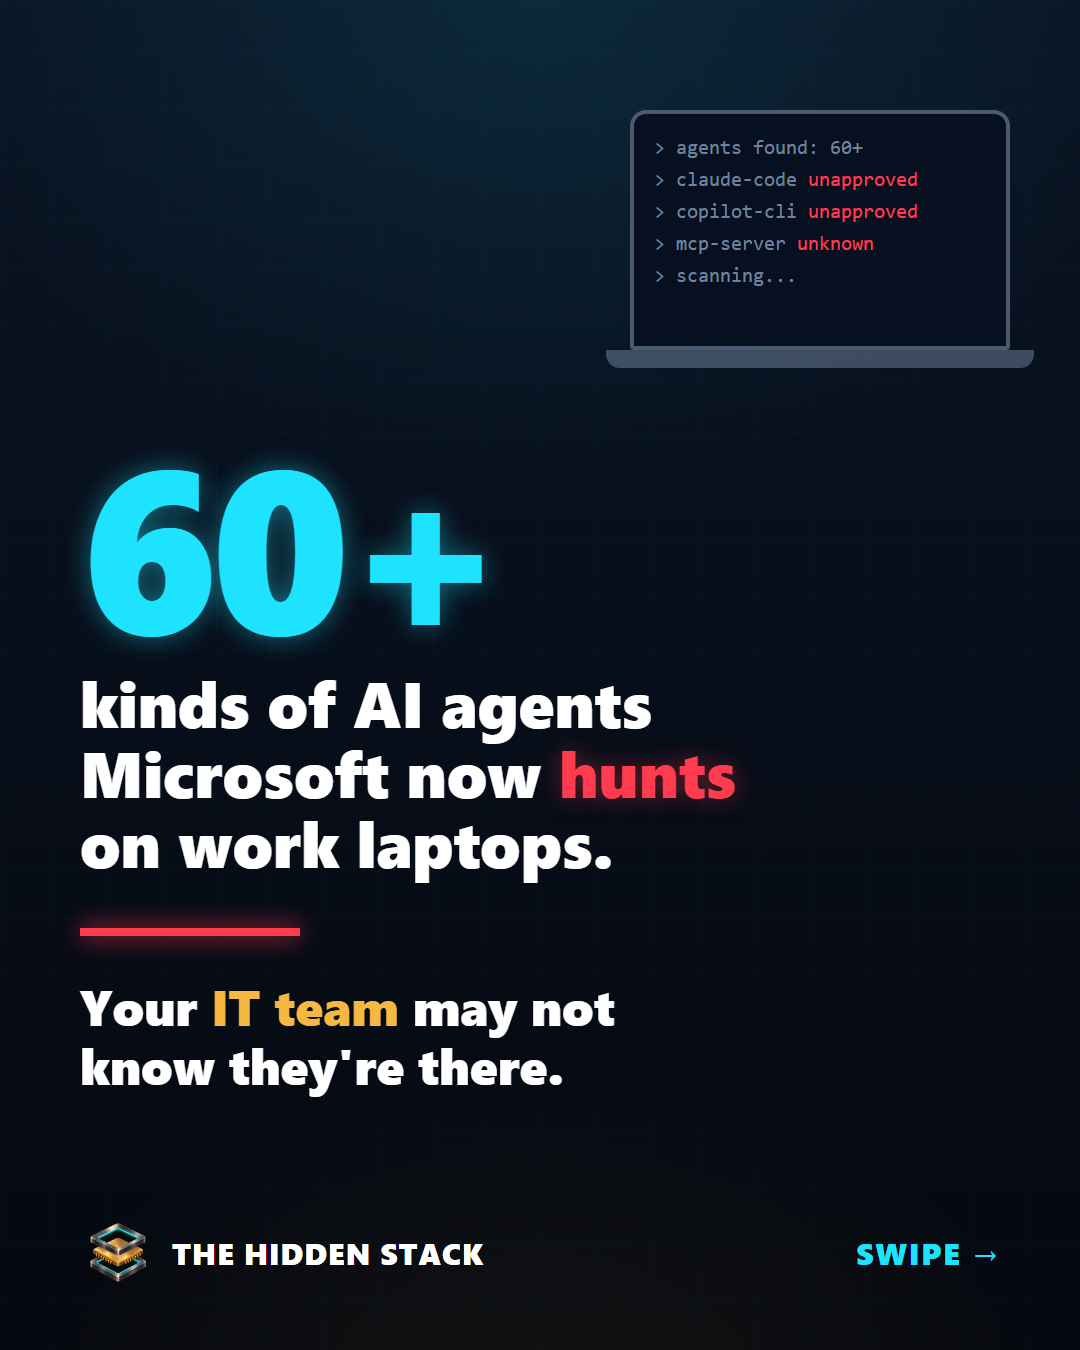 > agents found: 60+
> claude-code unapproved
> copilot-cli unapproved
> mcp-server unknown
> scanning...
60+
kinds of AI agents
Microsoft now hunts
on work laptops.
Your IT team may not
know they're there.
THE HIDDEN STACK
SWIPE →